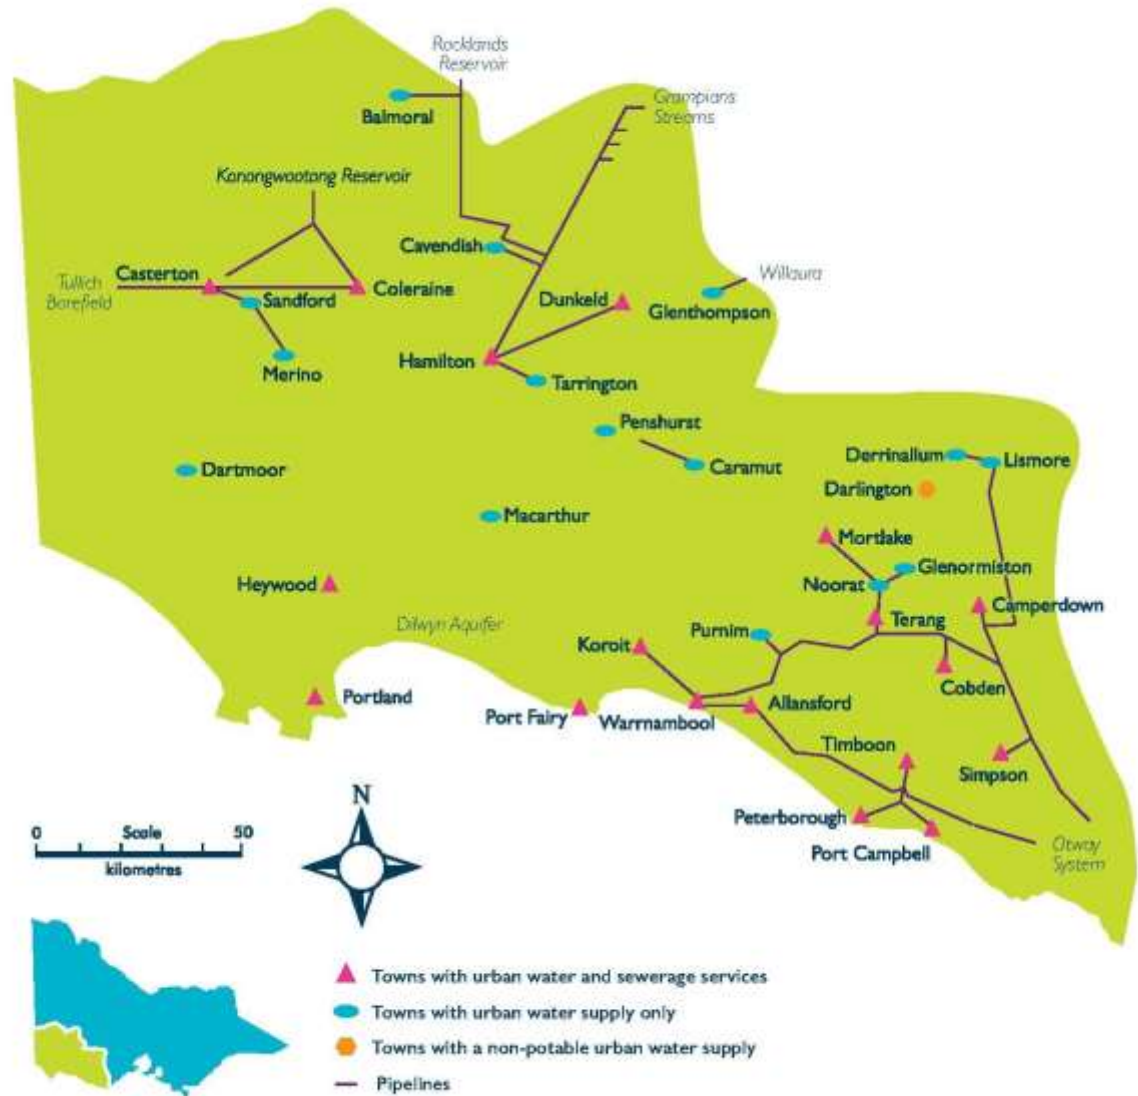 Rocklands
Reservoir
Grampians
Streams
Balmoral
Konongwootong Reservoir
Cavendish
Willaura
Tullich
Borefield
Casterton
Sandford
Coleraine
Dunkeld
Glenthompson
Merino
Hamilton
Tarrington
Penshurst
Caramut
Derrinallum
Lismore
Dartmoor
Darlington
Macarthur
Mortlake
Glenormiston
Noorat
Heywood
Camperdown
Dilwyn Aquifer
Terang
Purnim
Koroit
Cobden
Portland
Port Fairy
Warrnambool
Allansford
Timboon
Simpson
Peterborough
Port Campbell
Otway
System
N
0 Scale 50
kilometres
Towns with urban water and sewerage services
Towns with urban water supply only
Towns with a non-potable urban water supply
Pipelines